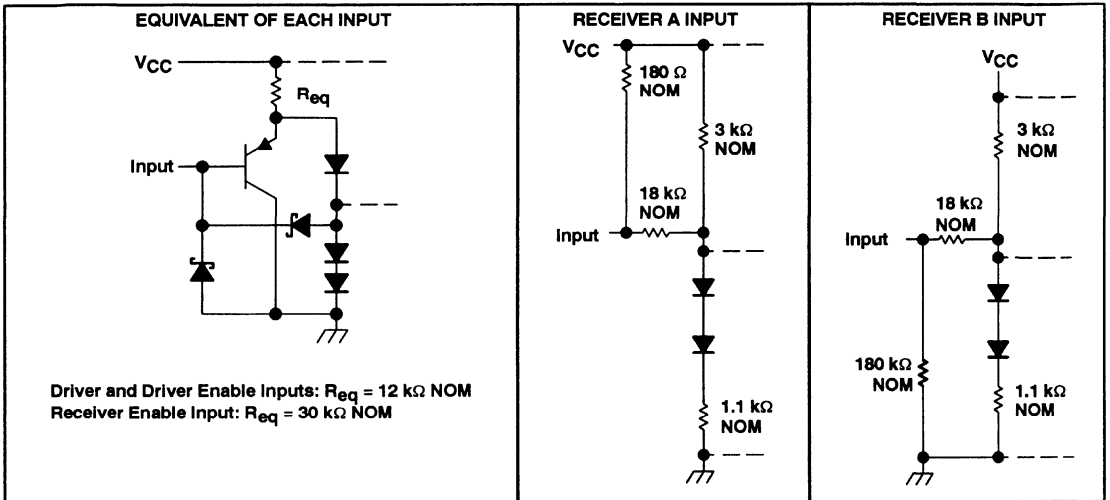 EQUIVALENT OF EACH INPUT
VCC
Req
Input
Driver and Driver Enable Inputs: Req = 12 kΩ NOM
Receiver Enable Input: Req = 30 kΩ NOM
RECEIVER A INPUT
VCC
180 Ω
NOM
3 kΩ
NOM
18 kΩ
NOM
Input
1.1 kΩ
NOM
RECEIVER B INPUT
VCC
3 kΩ
NOM
18 kΩ
NOM
Input
180 kΩ
NOM
1.1 kΩ
NOM